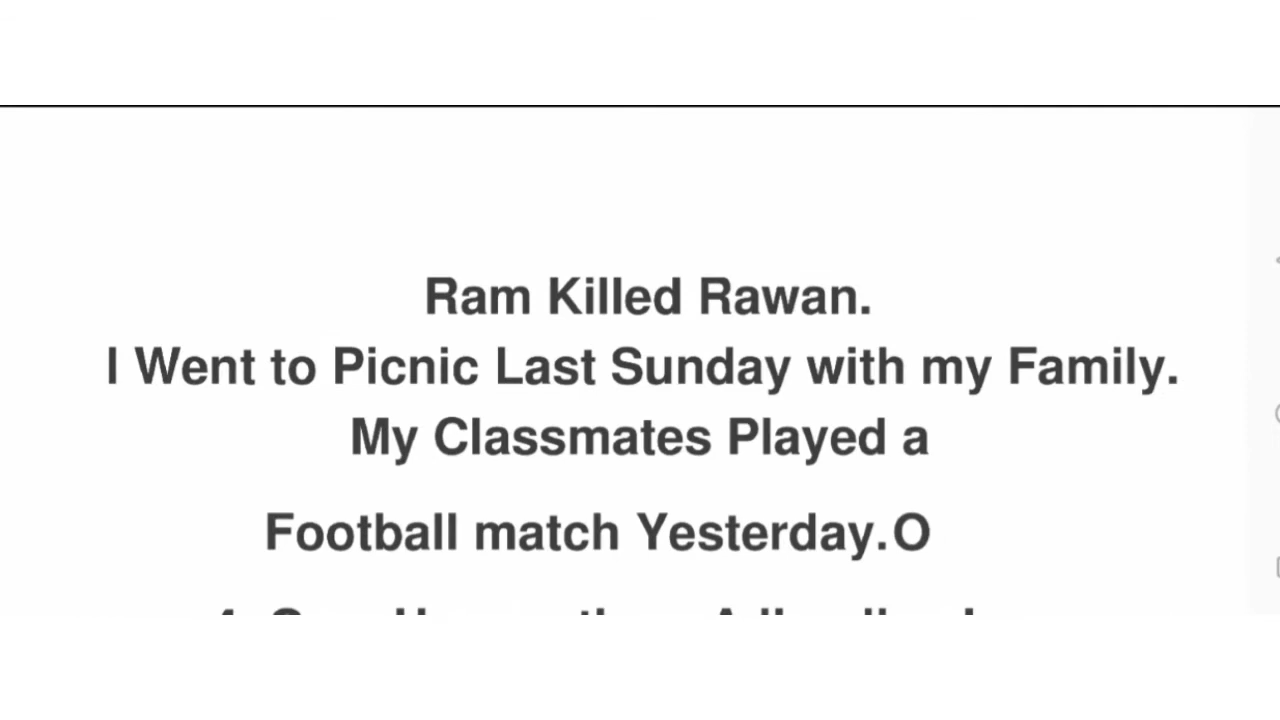 Ram Killed Rawan.
I Went to Picnic Last Sunday with my Family.
My Classmates Played a
Football match Yesterday.O